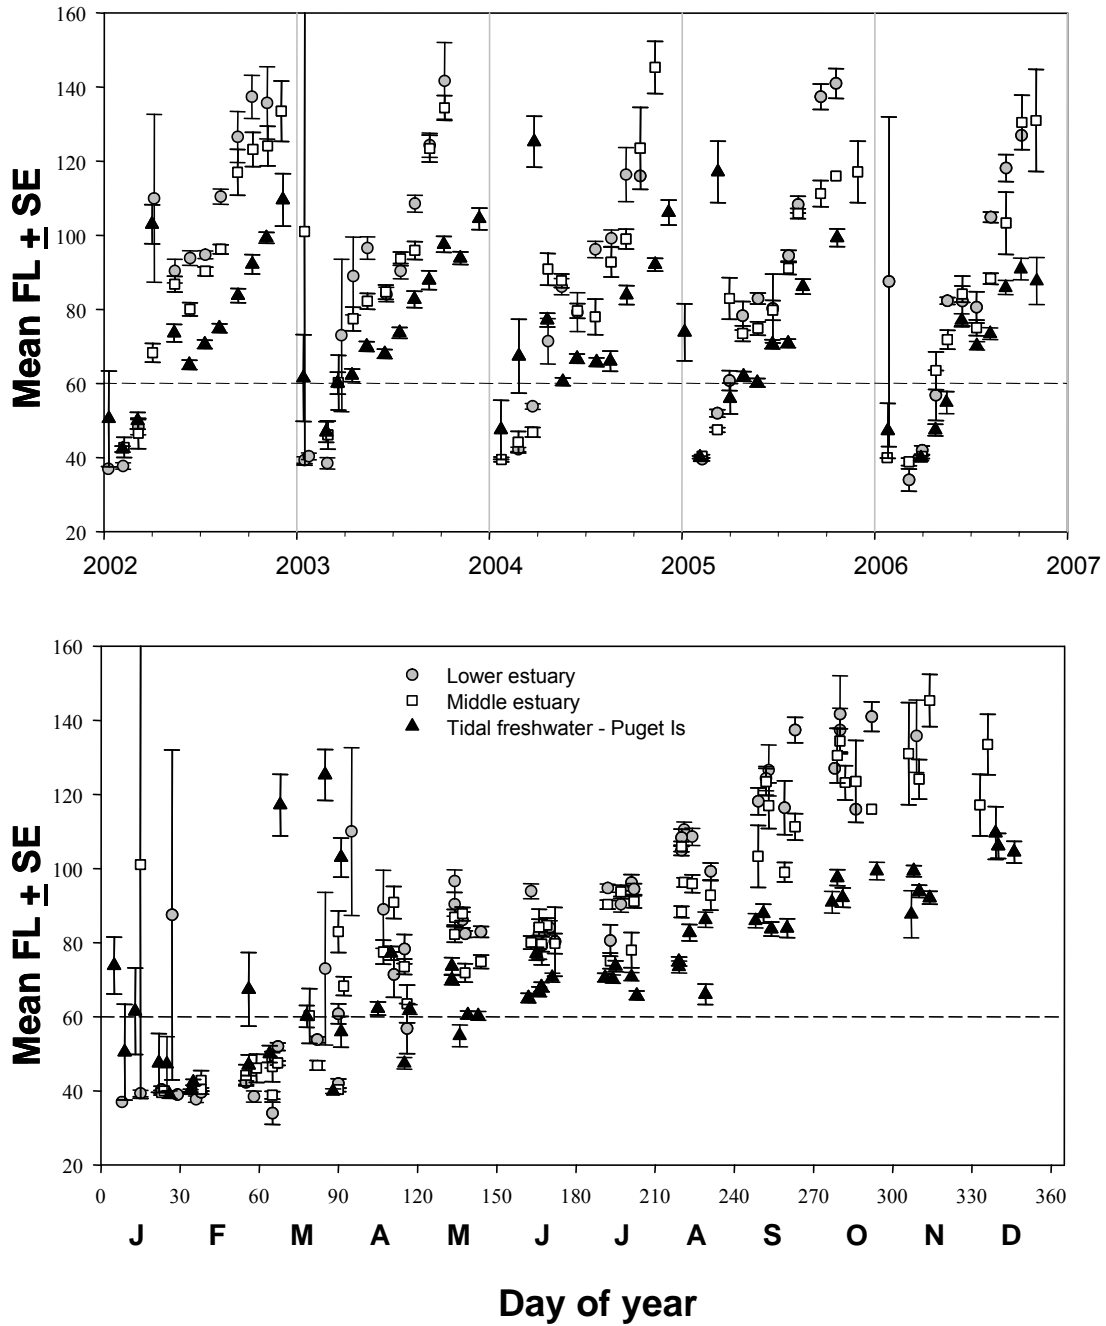 160
140
120
100
80
60
40
20
Mean FL ± SE
2002 2003 2004 2005 2006 2007
160
140
120
100
80
60
40
20
Mean FL ± SE
Lower estuary
Middle estuary
Tidal freshwater - Puget Is
0 30 60 90 120 150 180 210 240 270 300 330 360
J F M A M J J A S O N D
Day of year